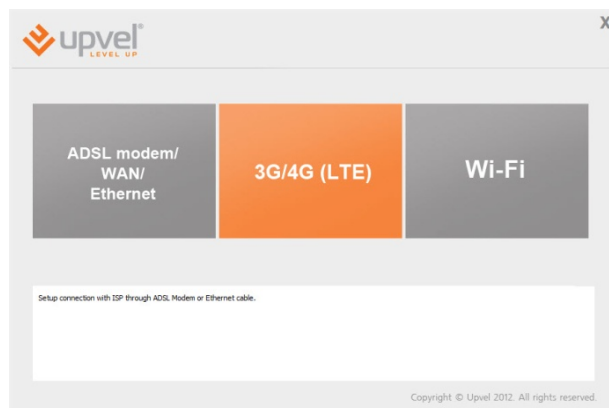 X
upvel®
LEVEL UP
ADSL modem/
WAN/
Ethernet
3G/4G (LTE)
Wi-Fi
Setup connection with ISP through ADSL Modem or Ethernet cable.
Copyright © Upvel 2012. All rights reserved.